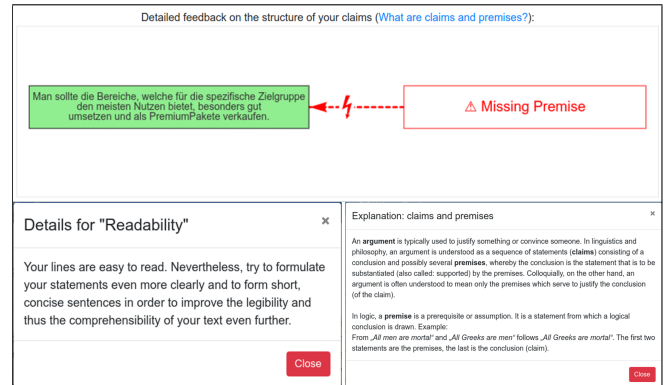 Detailed feedback on the structure of your claims (What are claims and premises?):
Man sollte die Bereiche, welche für die spezifische Zielgruppe
den meisten Nutzen bietet, besonders gut
umsetzen und als PremiumPakete verkaufen.
⚠ Missing Premise
Details for "Readability"
×
Your lines are easy to read. Nevertheless, try to formulate
your statements even more clearly and to form short,
concise sentences in order to improve the legibility and
thus the comprehensibility of your text even further.
Close
Explanation: claims and premises
×
An argument is typically used to justify something or convince someone. In linguistics and
philosophy, an argument is understood as a sequence of statements (claims) consisting of a
conclusion and possibly several premises, whereby the conclusion is the statement that is to be
substantiated (also called: supported) by the premises. Colloquially, on the other hand, an
argument is often understood to mean only the premises which serve to justify the conclusion
(of the claim).
In logic, a premise is a prerequisite or assumption. It is a statement from which a logical
conclusion is drawn. Example:
From „All men are mortal“ and „All Greeks are men“ follows „All Greeks are mortal“. The first two
statements are the premises, the last is the conclusion (claim).
Close